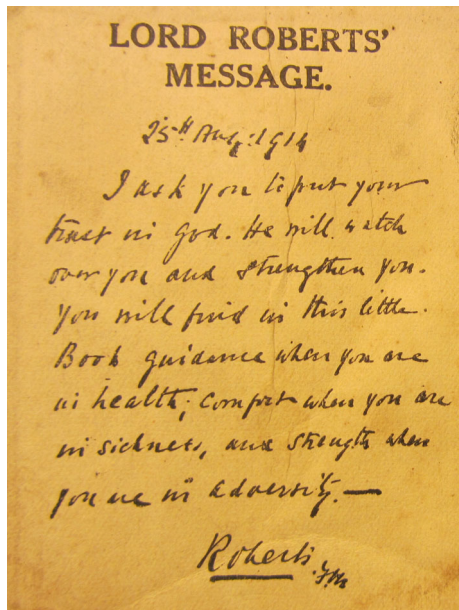 LORD ROBERTS'
MESSAGE.
25th Aug: 1914
I ask you to put your
trust in God. He will watch
over you and strengthen you.
You will find in this little
Book guidance when you are
in health, comfort when you are
in sickness, and strength when
you are in adversity.—
Roberts. F.M.